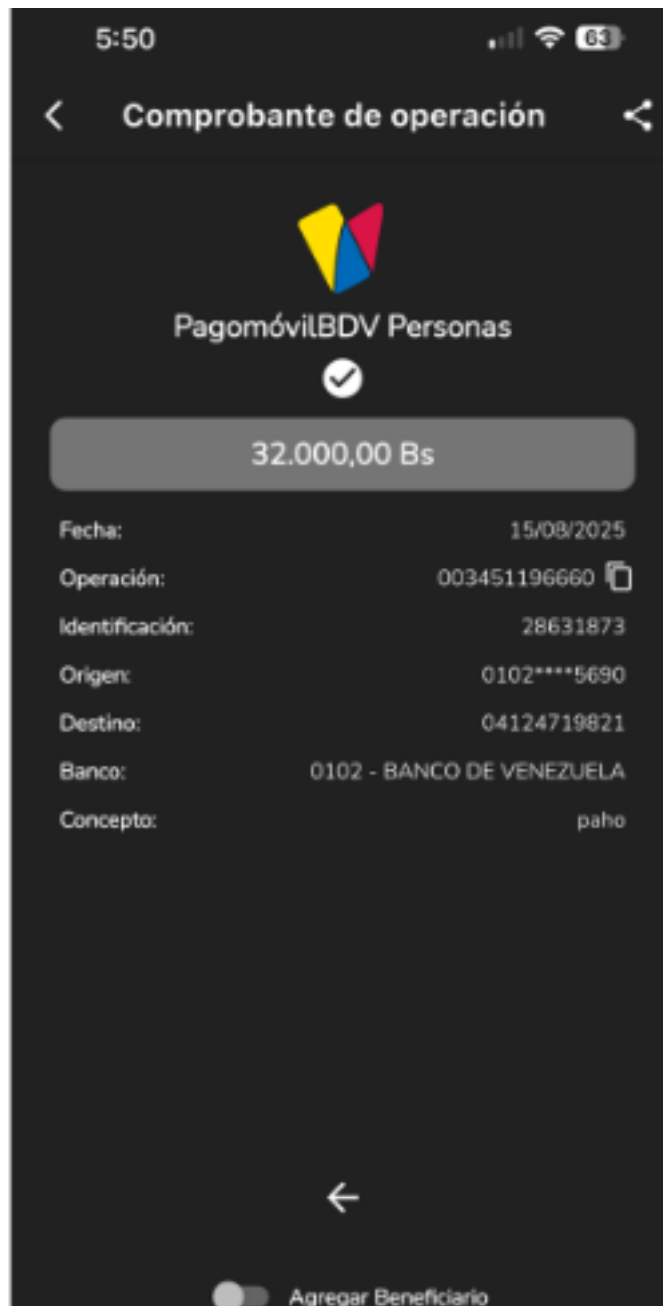 5:50
63
Comprobante de operación
PagomóvilBDV Personas
32.000,00 Bs
Fecha: 15/08/2025
Operación: 003451196660
Identificación: 28631873
Origen: 0102****5690
Destino: 04124719821
Banco: 0102 - BANCO DE VENEZUELA
Concepto: paho
Agregar Beneficiario